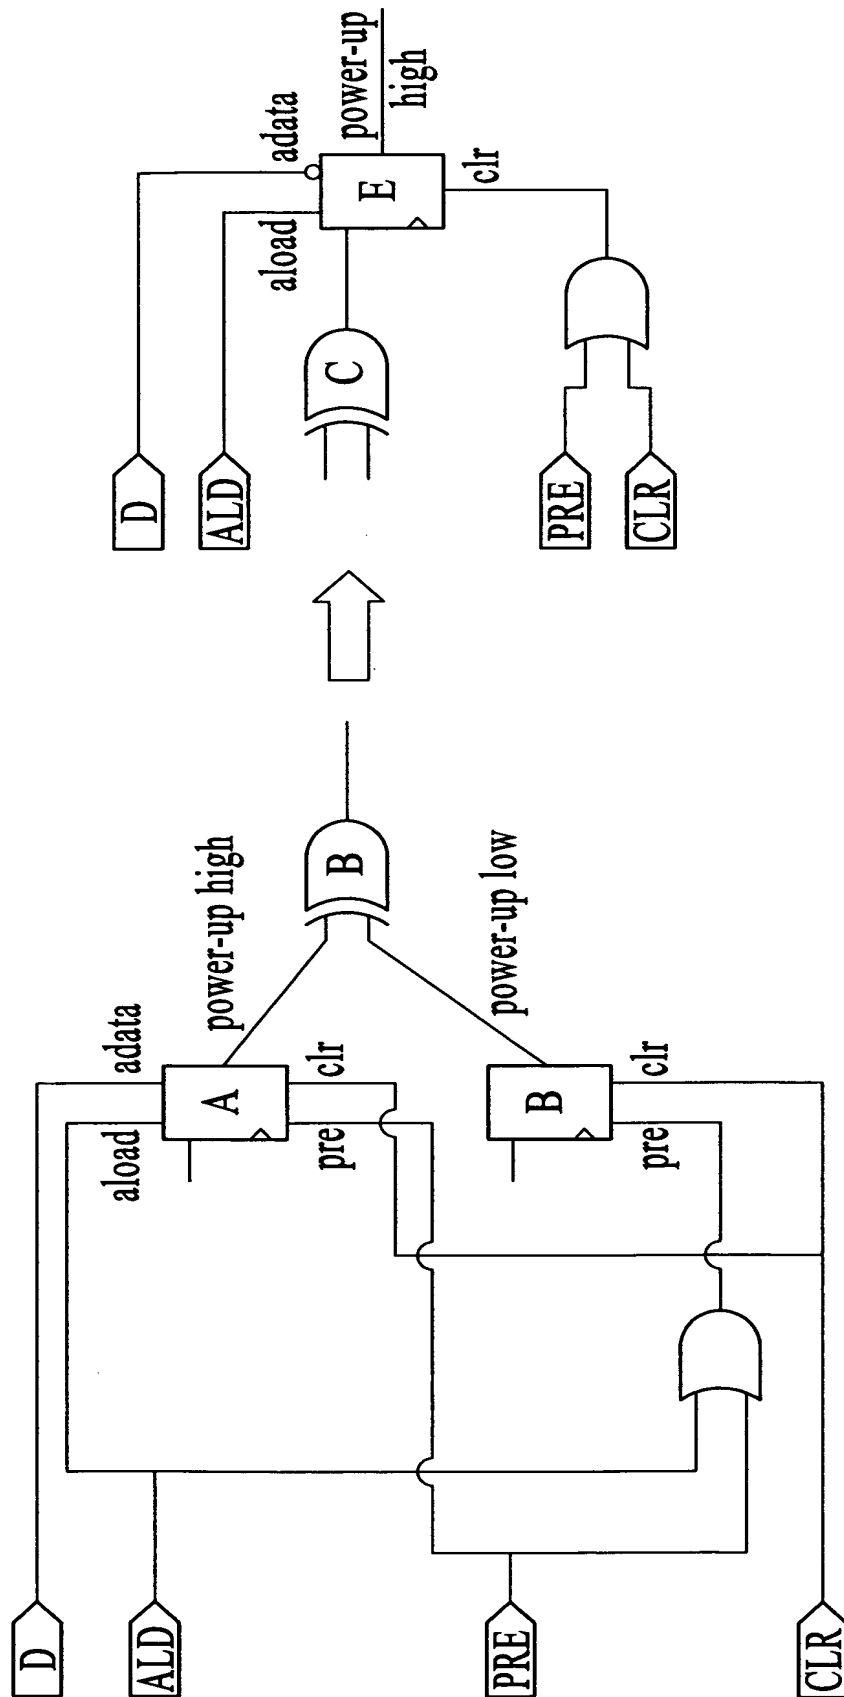 D
ALD
PRE
CLR
aload
adata
A
pre
clr
power-up high
B
pre
clr
power-up low
B
D
ALD
C
aload
adata
E
clr
power-up
high
PRE
CLR